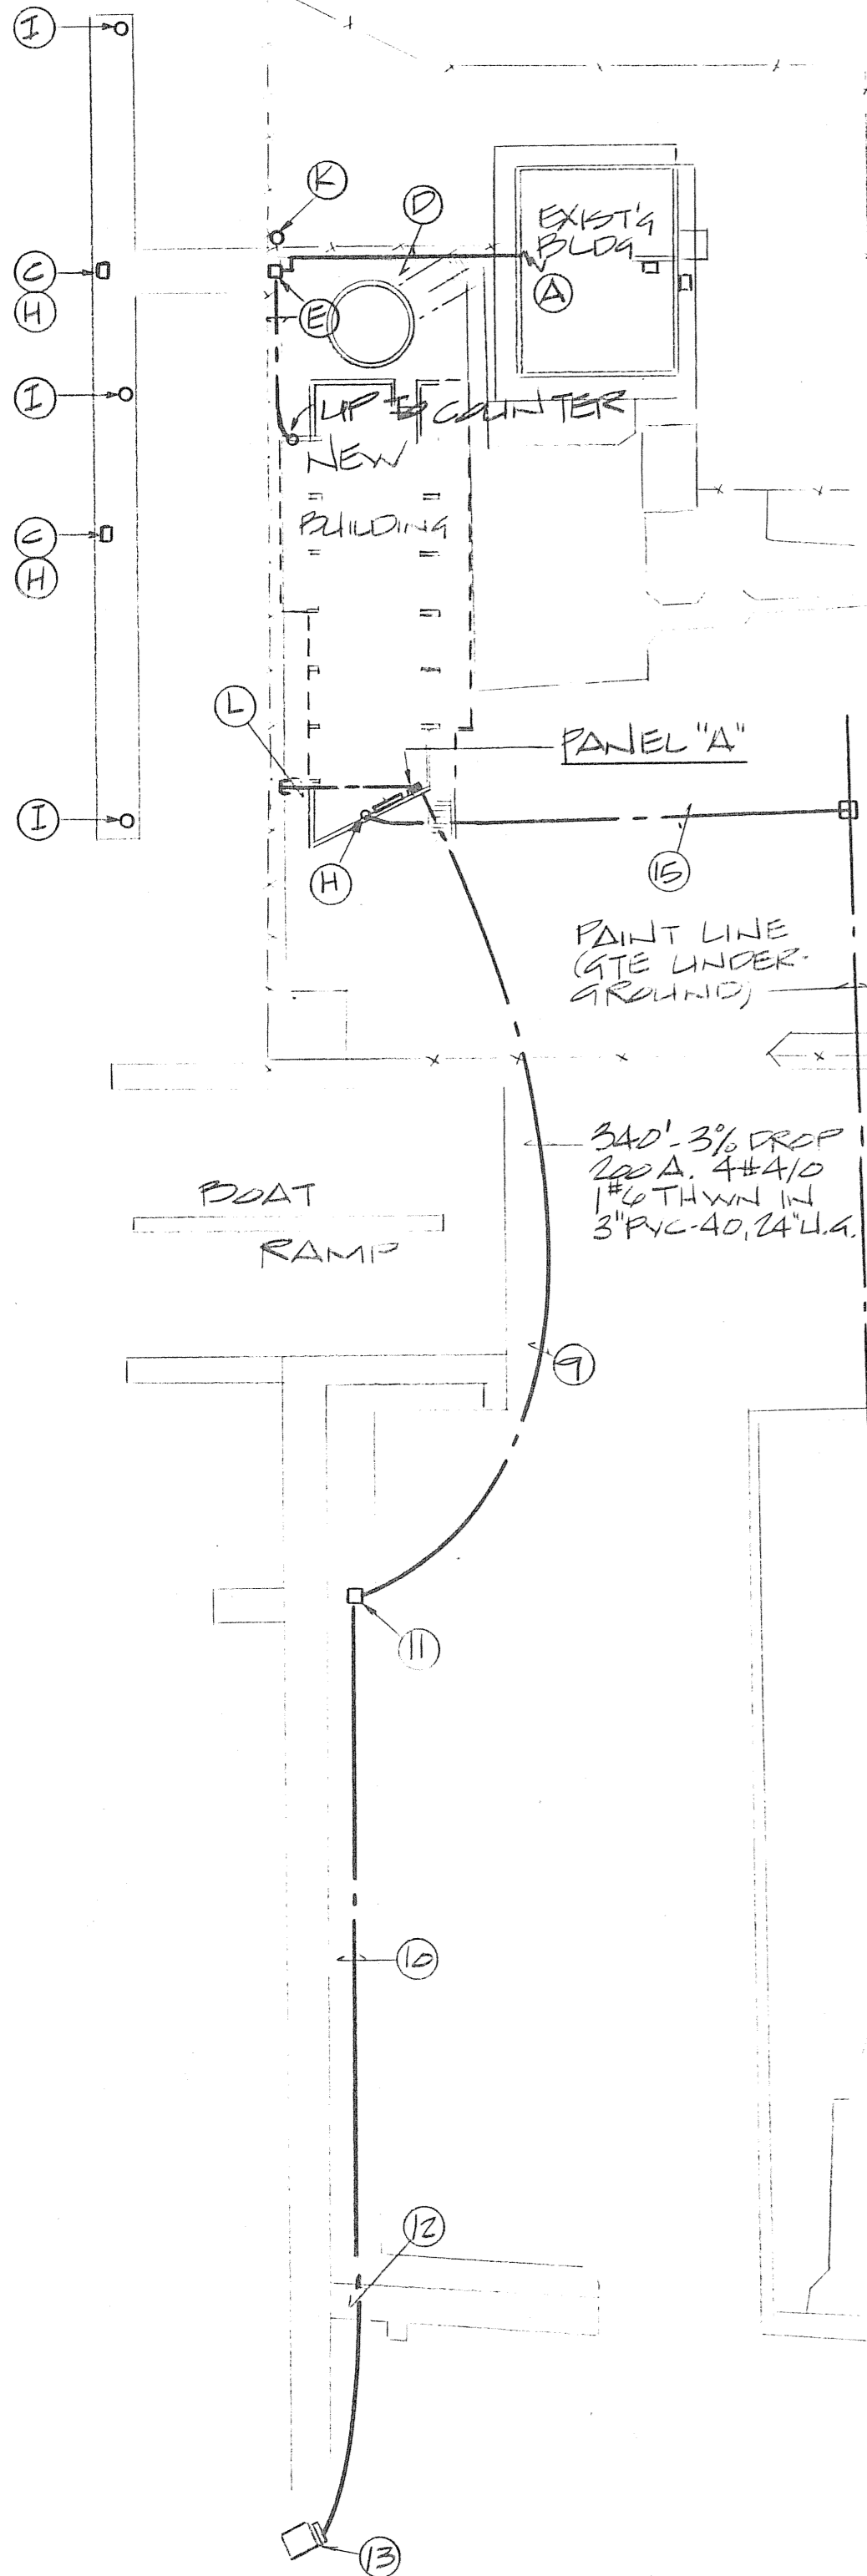 I
K
D
EXIST'G
BLDG
A
C
H
E
I
UP TO COUNTER
NEW
C
H
BUILDING
L
PANEL "A"
I
H
15
PAINT LINE
(GTE UNDER-
GROUND)
340'-3% DROP
200 A. 4#4/0
1#6 THWN IN
3"PVC-40, 24"U.G.
BOAT
RAMP
9
11
10
12
13